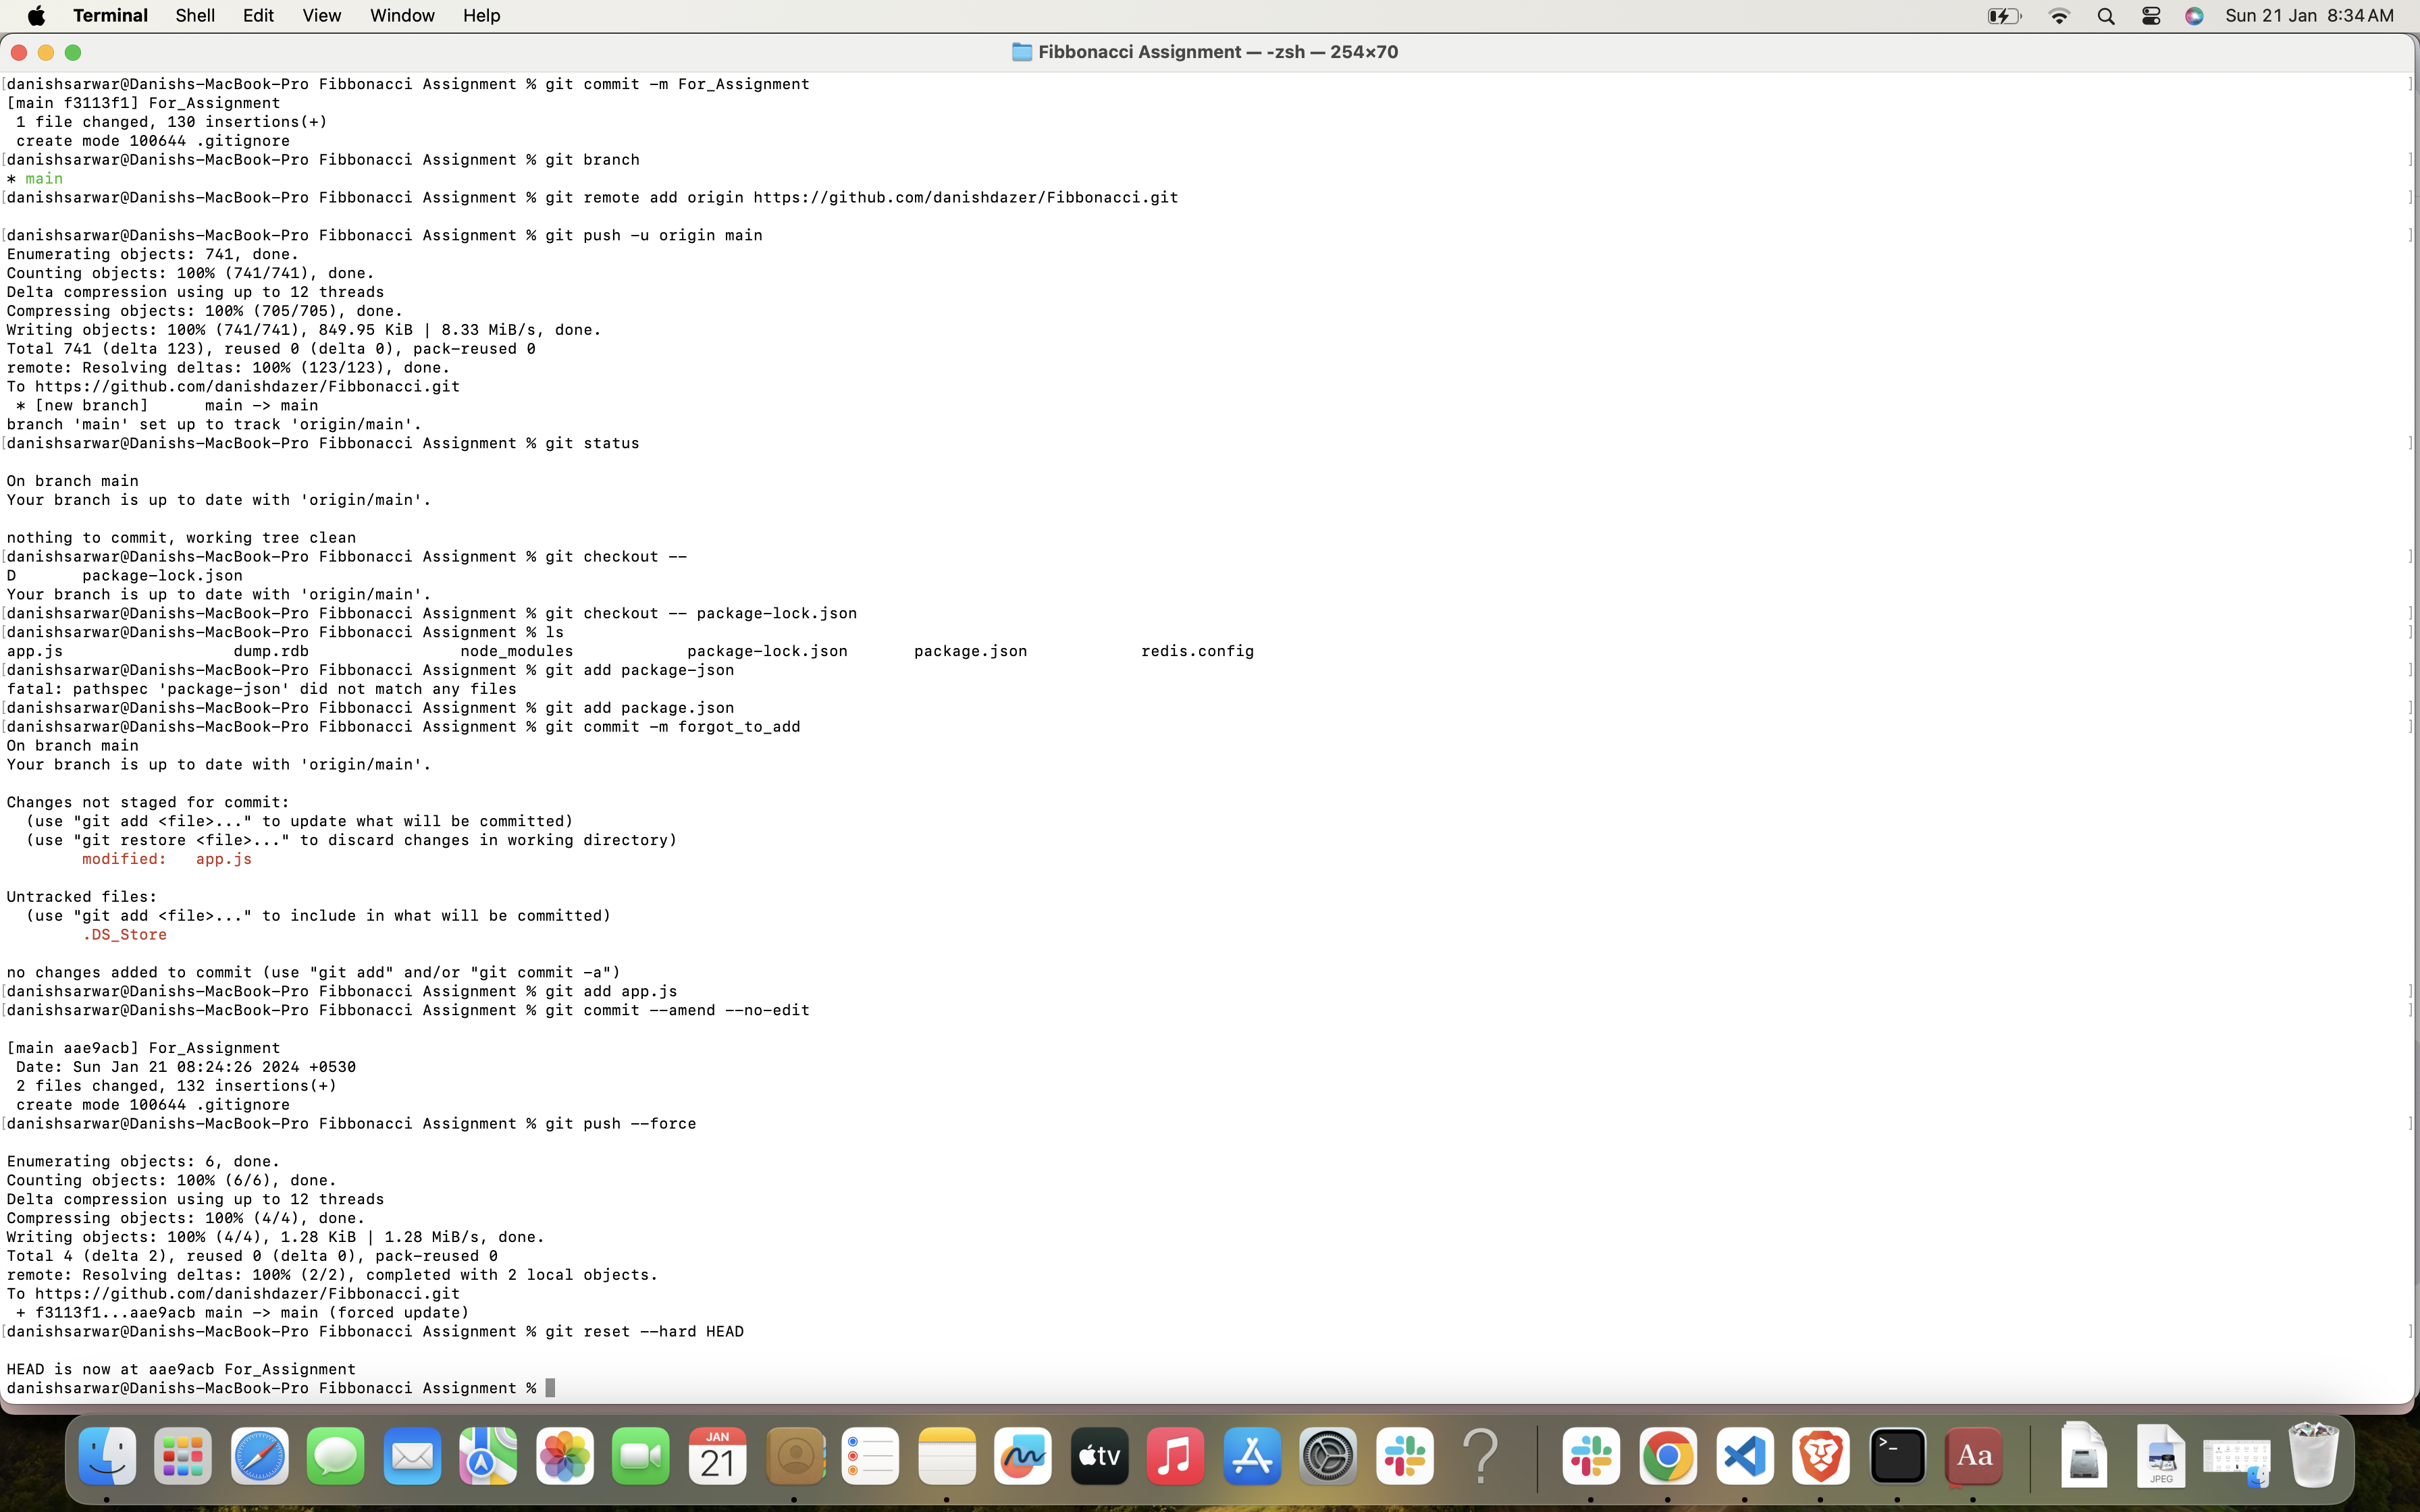 Terminal Shell Edit View Window Help Sun 21 Jan 8:34 AM
Fibbonacci Assignment — -zsh — 254×70
[danishsarwar@Danishs-MacBook-Pro Fibbonacci Assignment % git commit -m For_Assignment ]
[main f3113f1] For_Assignment
1 file changed, 130 insertions(+)
create mode 100644 .gitignore
[danishsarwar@Danishs-MacBook-Pro Fibbonacci Assignment % git branch ]
* main
[danishsarwar@Danishs-MacBook-Pro Fibbonacci Assignment % git remote add origin https://github.com/danishdazer/Fibbonacci.git ]
[danishsarwar@Danishs-MacBook-Pro Fibbonacci Assignment % git push -u origin main ]
Enumerating objects: 741, done.
Counting objects: 100% (741/741), done.
Delta compression using up to 12 threads
Compressing objects: 100% (705/705), done.
Writing objects: 100% (741/741), 849.95 KiB | 8.33 MiB/s, done.
Total 741 (delta 123), reused 0 (delta 0), pack-reused 0
remote: Resolving deltas: 100% (123/123), done.
To https://github.com/danishdazer/Fibbonacci.git
* [new branch] main -> main
branch 'main' set up to track 'origin/main'.
[danishsarwar@Danishs-MacBook-Pro Fibbonacci Assignment % git status ]
On branch main
Your branch is up to date with 'origin/main'.
nothing to commit, working tree clean
[danishsarwar@Danishs-MacBook-Pro Fibbonacci Assignment % git checkout -- ]
D package-lock.json
Your branch is up to date with 'origin/main'.
[danishsarwar@Danishs-MacBook-Pro Fibbonacci Assignment % git checkout -- package-lock.json ]
[danishsarwar@Danishs-MacBook-Pro Fibbonacci Assignment % ls ]
app.js dump.rdb node_modules package-lock.json package.json redis.config
[danishsarwar@Danishs-MacBook-Pro Fibbonacci Assignment % git add package-json ]
fatal: pathspec 'package-json' did not match any files
[danishsarwar@Danishs-MacBook-Pro Fibbonacci Assignment % git add package.json ]
[danishsarwar@Danishs-MacBook-Pro Fibbonacci Assignment % git commit -m forgot_to_add ]
On branch main
Your branch is up to date with 'origin/main'.
Changes not staged for commit:
(use "git add <file>..." to update what will be committed)
(use "git restore <file>..." to discard changes in working directory)
modified: app.js
Untracked files:
(use "git add <file>..." to include in what will be committed)
.DS_Store
no changes added to commit (use "git add" and/or "git commit -a")
[danishsarwar@Danishs-MacBook-Pro Fibbonacci Assignment % git add app.js ]
[danishsarwar@Danishs-MacBook-Pro Fibbonacci Assignment % git commit --amend --no-edit ]
[main aae9acb] For_Assignment
Date: Sun Jan 21 08:24:26 2024 +0530
2 files changed, 132 insertions(+)
create mode 100644 .gitignore
[danishsarwar@Danishs-MacBook-Pro Fibbonacci Assignment % git push --force ]
Enumerating objects: 6, done.
Counting objects: 100% (6/6), done.
Delta compression using up to 12 threads
Compressing objects: 100% (4/4), done.
Writing objects: 100% (4/4), 1.28 KiB | 1.28 MiB/s, done.
Total 4 (delta 2), reused 0 (delta 0), pack-reused 0
remote: Resolving deltas: 100% (2/2), completed with 2 local objects.
To https://github.com/danishdazer/Fibbonacci.git
+ f3113f1...aae9acb main -> main (forced update)
[danishsarwar@Danishs-MacBook-Pro Fibbonacci Assignment % git reset --hard HEAD ]
HEAD is now at aae9acb For_Assignment
danishsarwar@Danishs-MacBook-Pro Fibbonacci Assignment %
JAN
21
tv
?
>_
Aa
JPEG